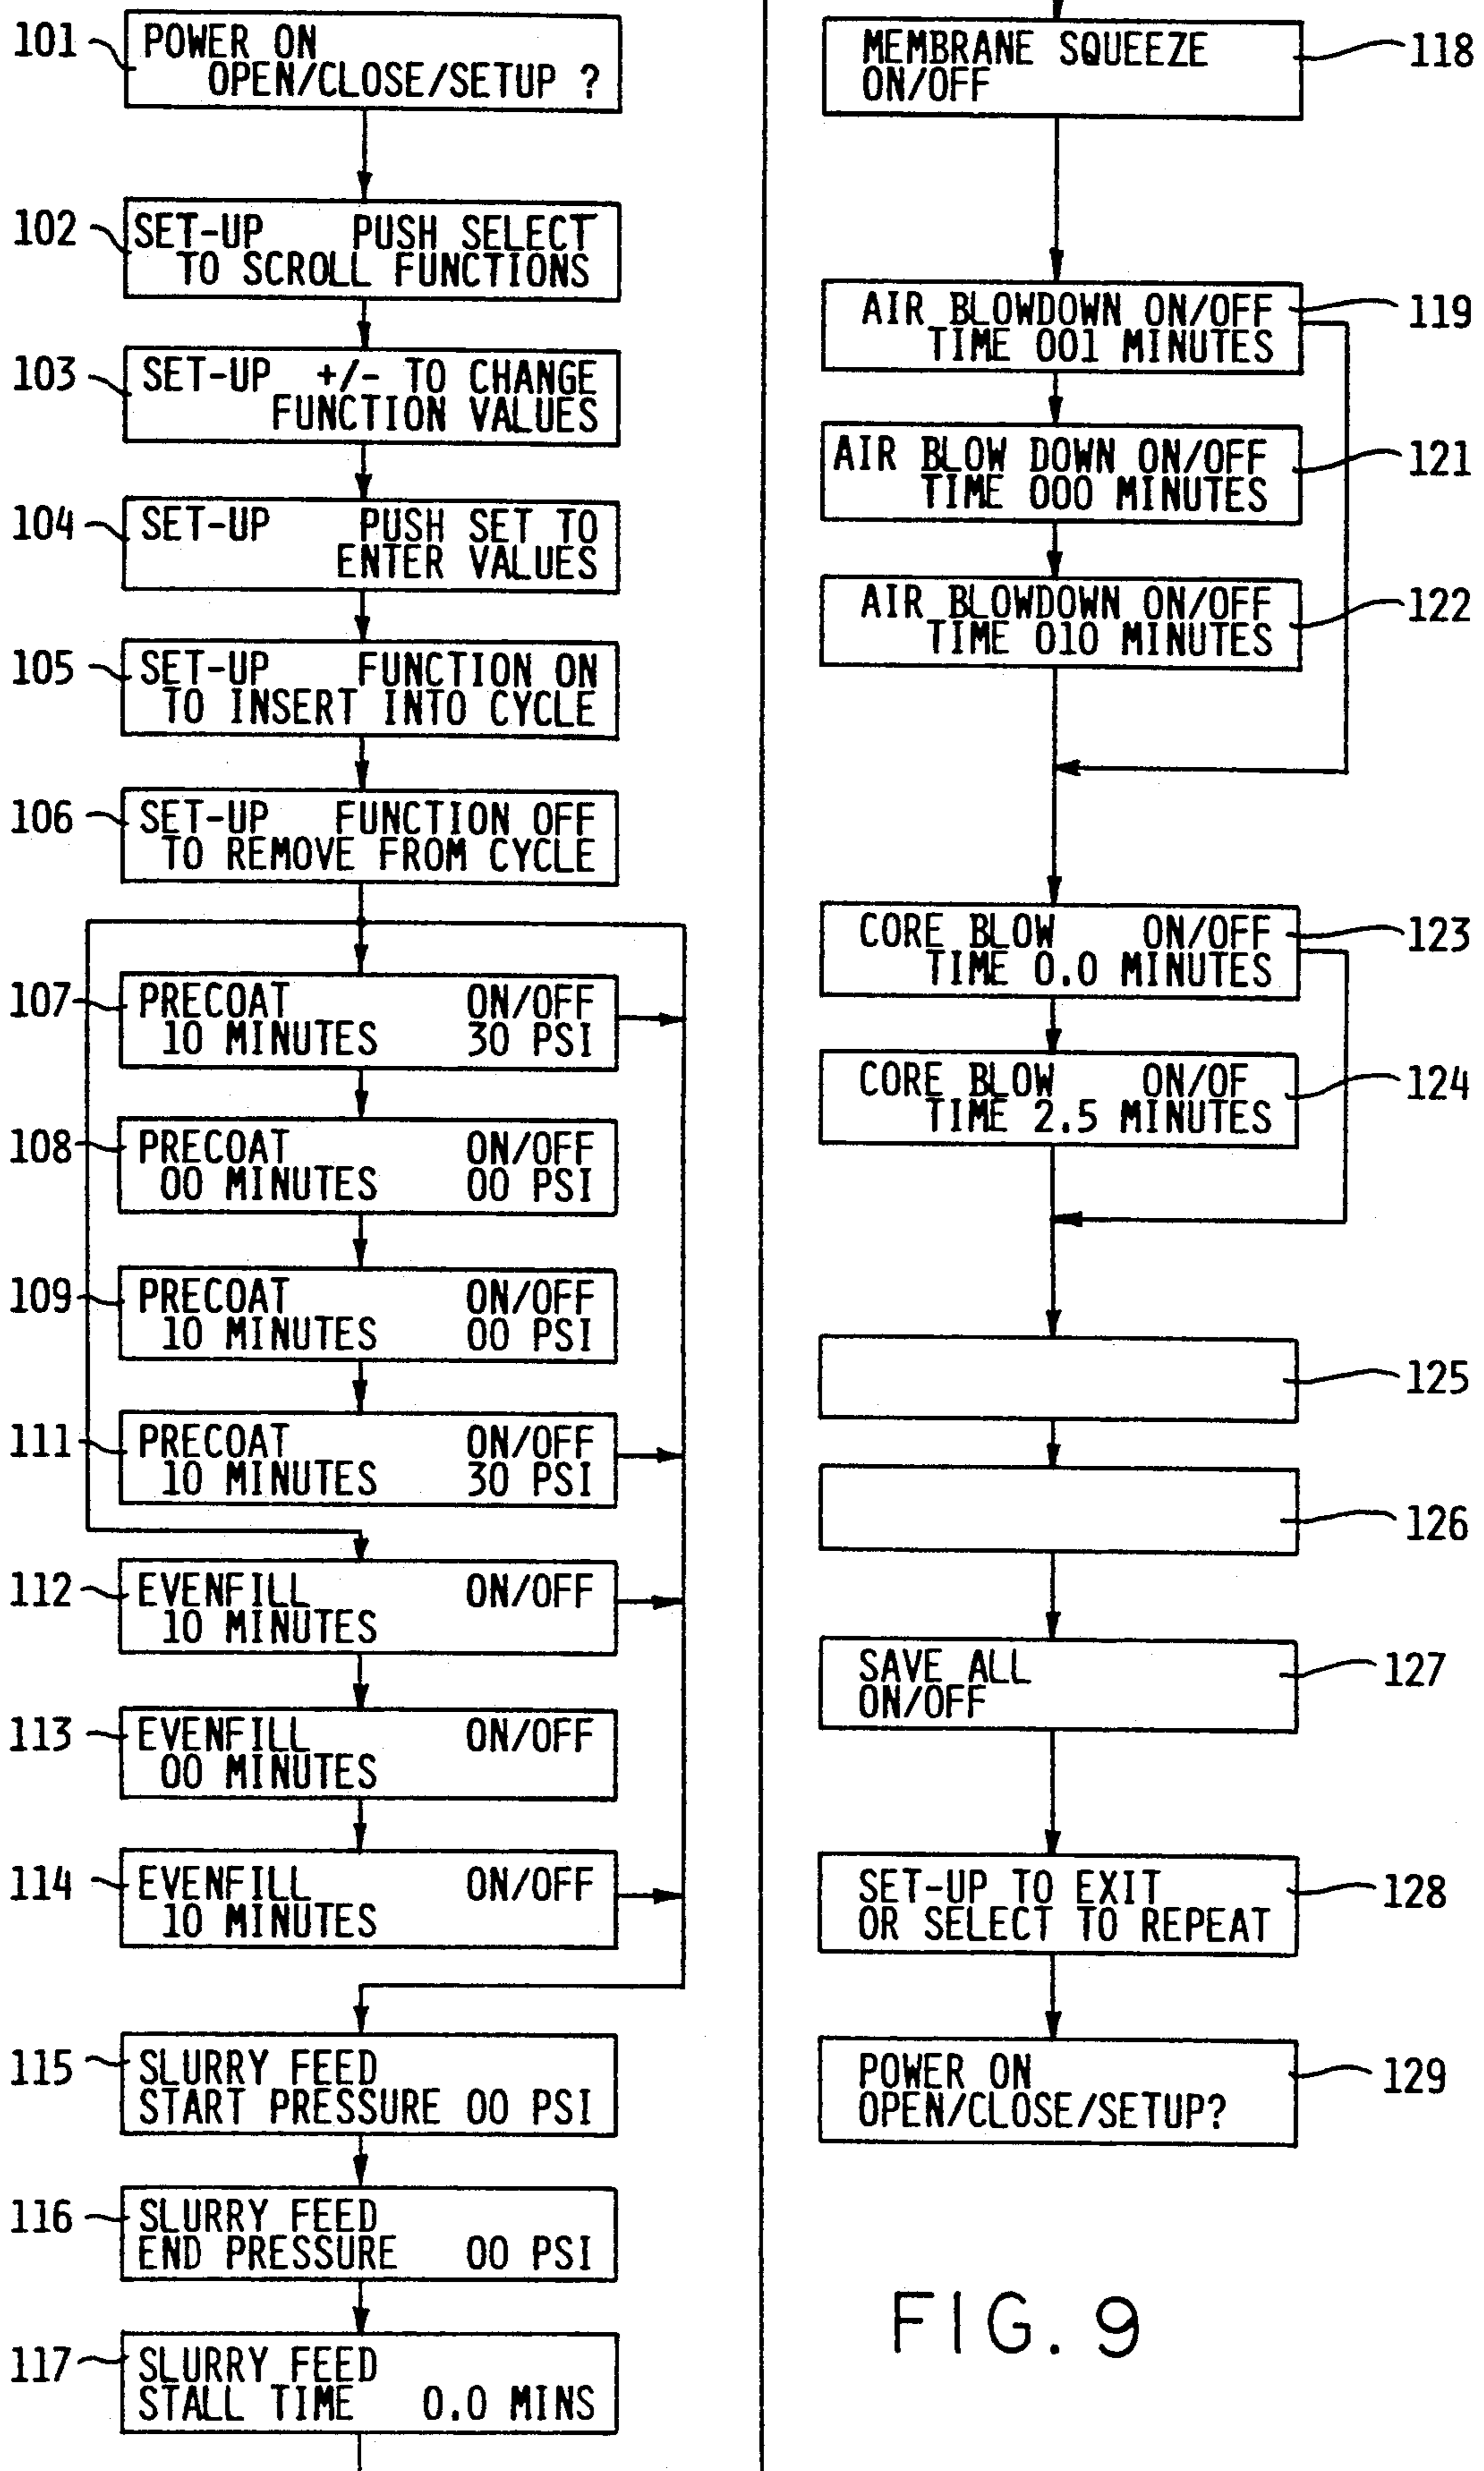 101
POWER ON
OPEN/CLOSE/SETUP ?
102
SET-UP PUSH SELECT
TO SCROLL FUNCTIONS
103
SET-UP +/- TO CHANGE
FUNCTION VALUES
104
SET-UP PUSH SET TO
ENTER VALUES
105
SET-UP FUNCTION ON
TO INSERT INTO CYCLE
106
SET-UP FUNCTION OFF
TO REMOVE FROM CYCLE
107
PRECOAT ON/OFF
10 MINUTES 30 PSI
108
PRECOAT ON/OFF
00 MINUTES 00 PSI
109
PRECOAT ON/OFF
10 MINUTES 00 PSI
111
PRECOAT ON/OFF
10 MINUTES 30 PSI
112
EVENFILL ON/OFF
10 MINUTES
113
EVENFILL ON/OFF
00 MINUTES
114
EVENFILL ON/OFF
10 MINUTES
115
SLURRY FEED
START PRESSURE 00 PSI
116
SLURRY FEED
END PRESSURE 00 PSI
117
SLURRY FEED
STALL TIME 0.0 MINS
MEMBRANE SQUEEZE
ON/OFF
118
AIR BLOWDOWN ON/OFF
TIME 001 MINUTES
119
AIR BLOW DOWN ON/OFF
TIME 000 MINUTES
121
AIR BLOWDOWN ON/OFF
TIME 010 MINUTES
122
CORE BLOW ON/OFF
TIME 0.0 MINUTES
123
CORE BLOW ON/OF
TIME 2.5 MINUTES
124
125
126
SAVE ALL
ON/OFF
127
SET-UP TO EXIT
OR SELECT TO REPEAT
128
POWER ON
OPEN/CLOSE/SETUP?
129
FIG. 9